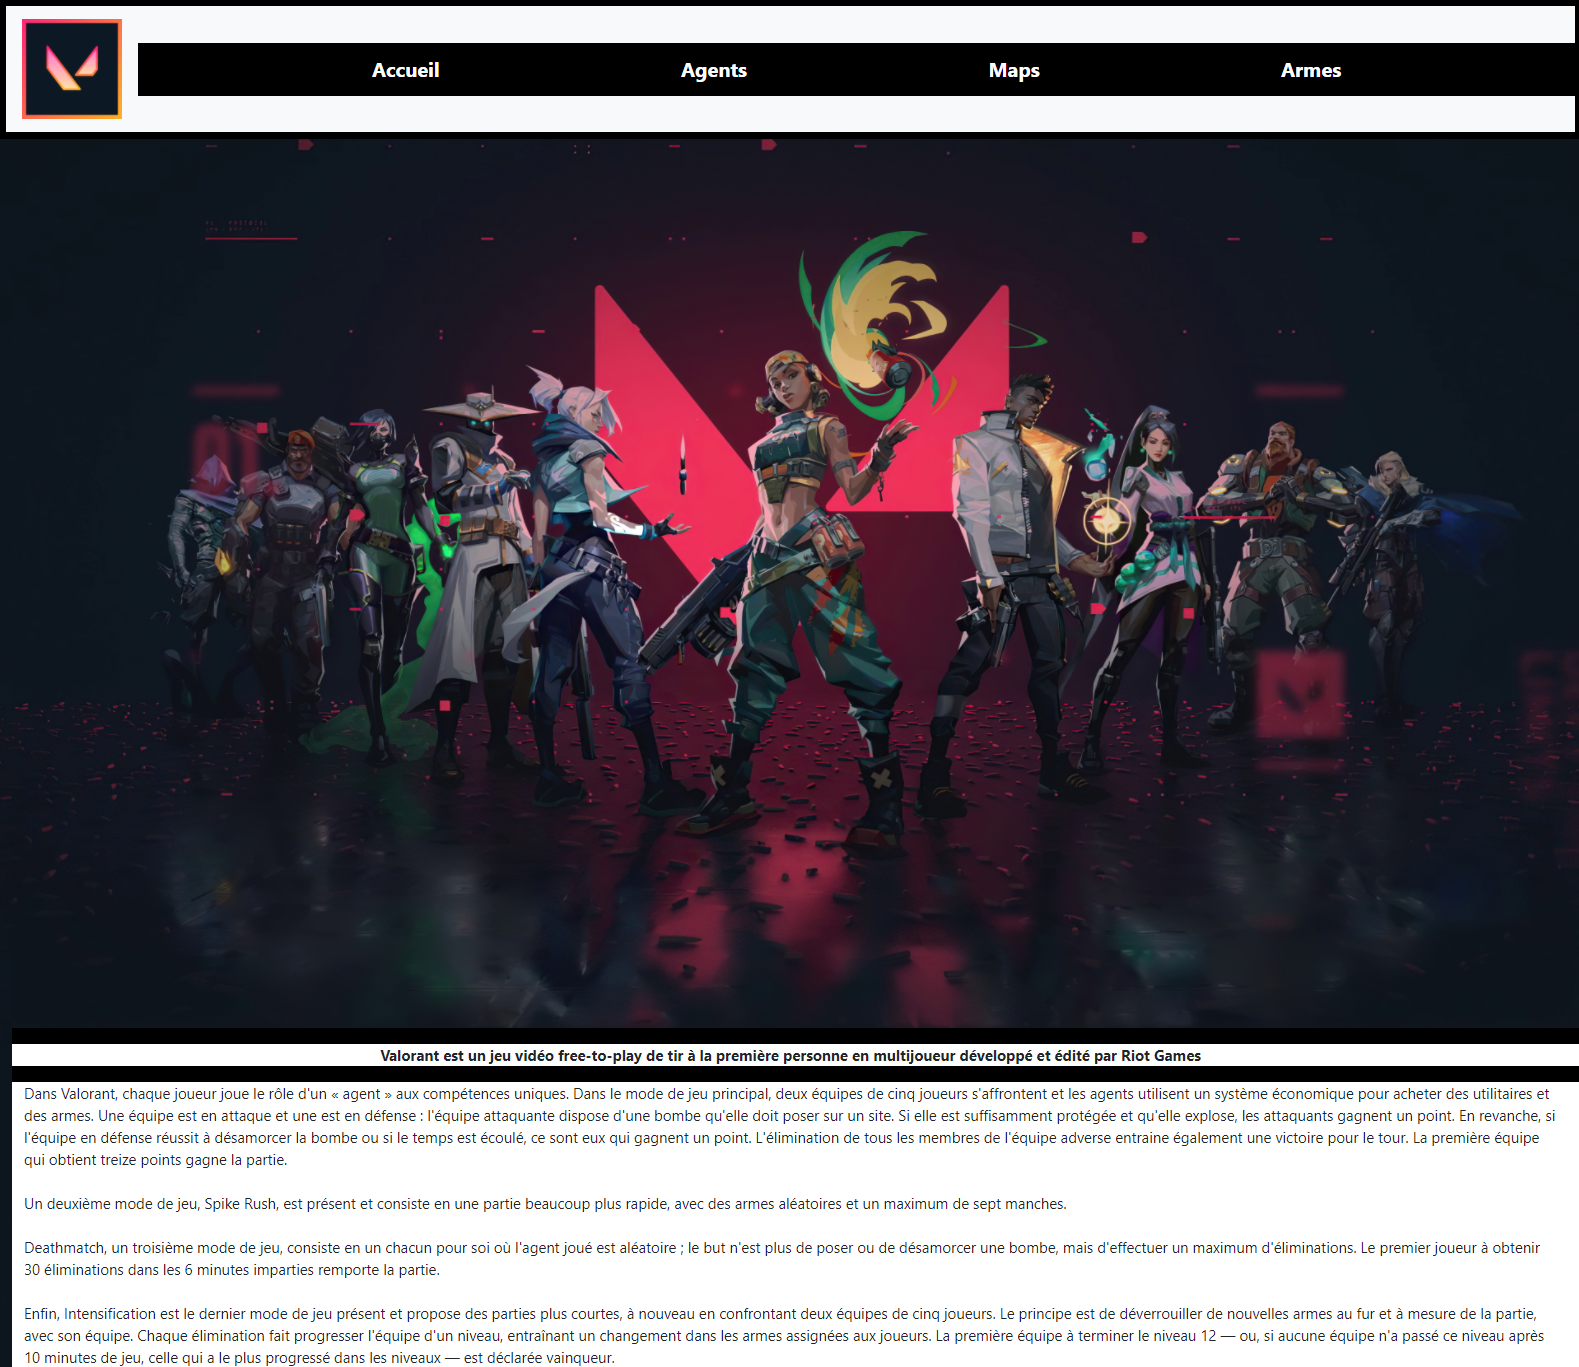 Accueil Agents Maps Armes
Valorant est un jeu vidéo free-to-play de tir à la première personne en multijoueur développé et édité par Riot Games
Dans Valorant, chaque joueur joue le rôle d'un « agent » aux compétences uniques. Dans le mode de jeu principal, deux équipes de cinq joueurs s'affrontent et les agents utilisent un système économique pour acheter des utilitaires et
des armes. Une équipe est en attaque et une est en défense : l'équipe attaquante dispose d'une bombe qu'elle doit poser sur un site. Si elle est suffisamment protégée et qu'elle explose, les attaquants gagnent un point. En revanche, si
l'équipe en défense réussit à désamorcer la bombe ou si le temps est écoulé, ce sont eux qui gagnent un point. L'élimination de tous les membres de l'équipe adverse entraine également une victoire pour le tour. La première équipe
qui obtient treize points gagne la partie.
Un deuxième mode de jeu, Spike Rush, est présent et consiste en une partie beaucoup plus rapide, avec des armes aléatoires et un maximum de sept manches.
Deathmatch, un troisième mode de jeu, consiste en un chacun pour soi où l'agent joué est aléatoire ; le but n'est plus de poser ou de désamorcer une bombe, mais d'effectuer un maximum d'éliminations. Le premier joueur à obtenir
30 éliminations dans les 6 minutes imparties remporte la partie.
Enfin, Intensification est le dernier mode de jeu présent et propose des parties plus courtes, à nouveau en confrontant deux équipes de cinq joueurs. Le principe est de déverrouiller de nouvelles armes au fur et à mesure de la partie,
avec son équipe. Chaque élimination fait progresser l'équipe d'un niveau, entraînant un changement dans les armes assignées aux joueurs. La première équipe à terminer le niveau 12 — ou, si aucune équipe n'a passé ce niveau après
10 minutes de jeu, celle qui a le plus progressé dans les niveaux — est déclarée vainqueur.